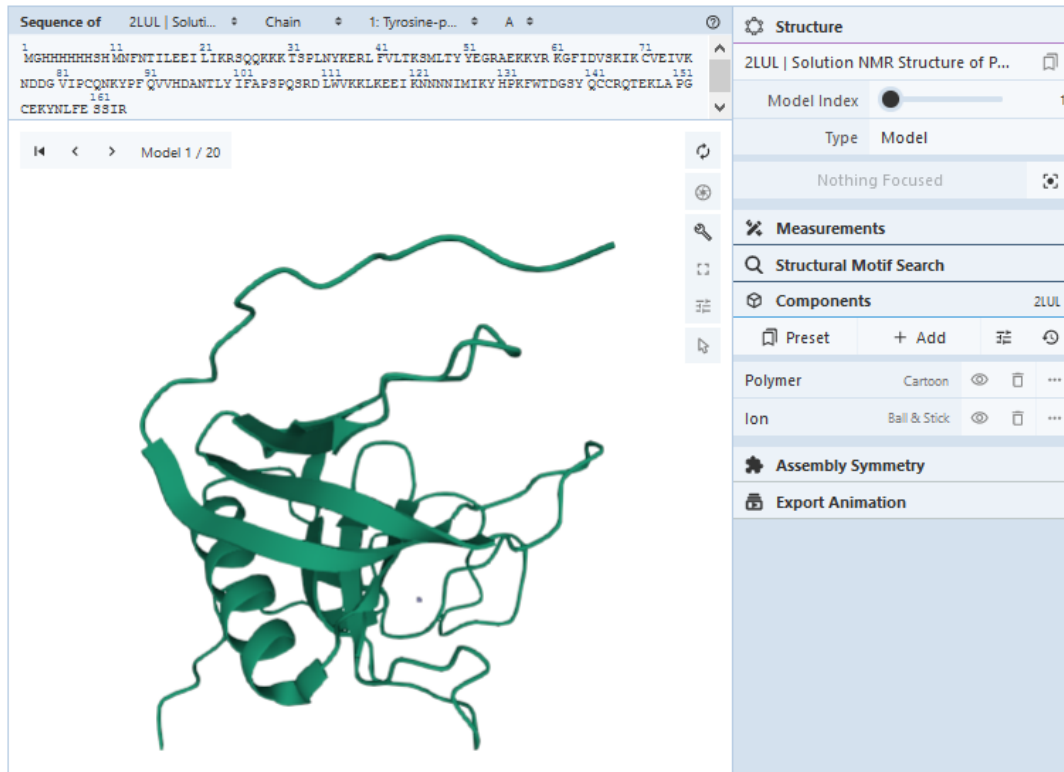 Sequence of 2LUL | Soluti... Chain 1: Tyrosine-p... A
1 11 21 31 41 51 61 71
MGHHHHHHSH MNFNTILEEI LIKRSQQKKK TSPLNYKERL FVLTKSMLTY YEGRAEKKYR KGFIDVSKIK CVEIVK
81 91 101 111 121 131 141 151
NDDG VIPCQNKYPF QVVHDANTLY IFAPSPQSRD LWVKKLKEEI KNNNNIMIKY HPKFWTDGSY QCCRQTEKLA PG
161
CEKYNLFE SSIR
Model 1 / 20
Structure
2LUL | Solution NMR Structure of P...
Model Index 1
Type Model
Nothing Focused
Measurements
Structural Motif Search
Components 2LUL
Preset + Add
Polymer Cartoon
Ion Ball & Stick
Assembly Symmetry
Export Animation